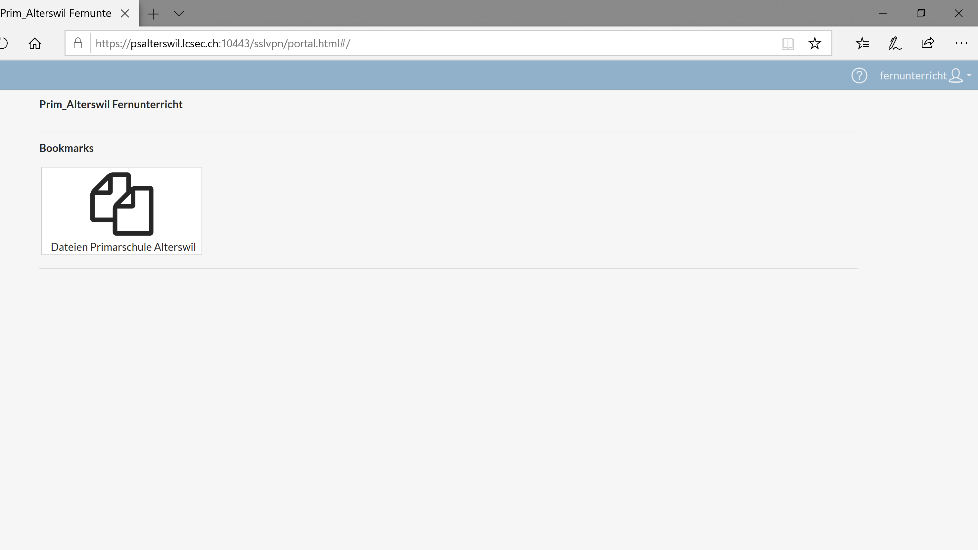 Prim_Alterswil Fernunte
https://psalterswil.lcsec.ch:10443/sslvpn/portal.html#/
? fernunterricht
Prim_Alterswil Fernunterricht
Bookmarks
Dateien Primarschule Alterswil